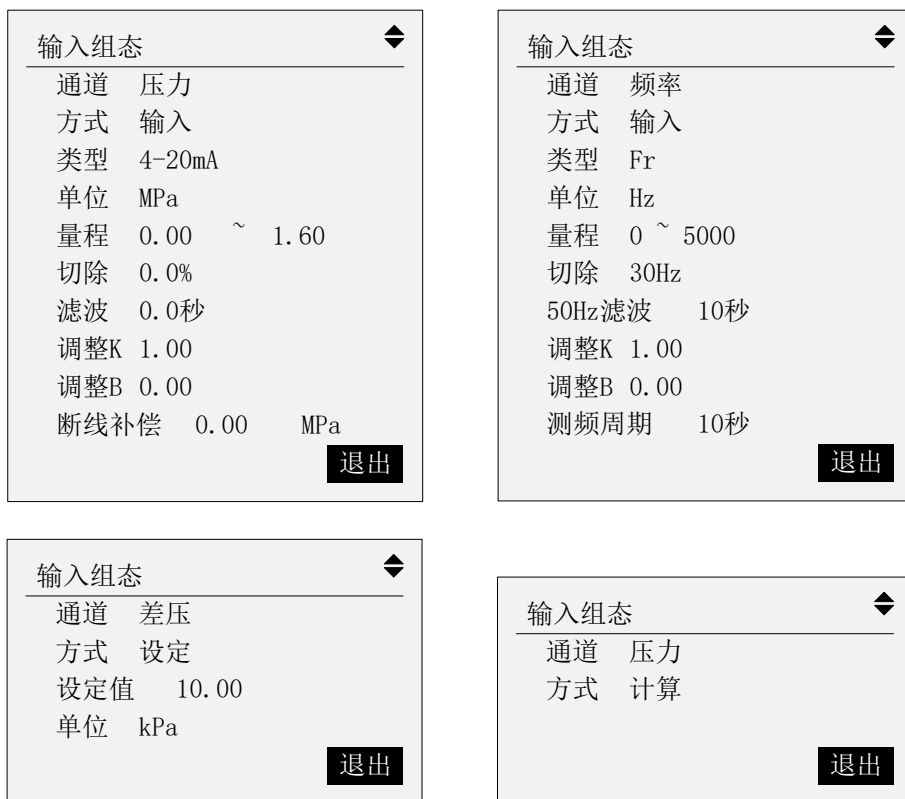 输入组态
通道 压力
方式 输入
类型 4-20mA
单位 MPa
量程 0.00 ~ 1.60
切除 0.0%
滤波 0.0秒
调整K 1.00
调整B 0.00
断线补偿 0.00 MPa
退出
输入组态
通道 频率
方式 输入
类型 Fr
单位 Hz
量程 0 ~ 5000
切除 30Hz
50Hz滤波 10秒
调整K 1.00
调整B 0.00
测频周期 10秒
退出
输入组态
通道 差压
方式 设定
设定值 10.00
单位 kPa
退出
输入组态
通道 压力
方式 计算
退出